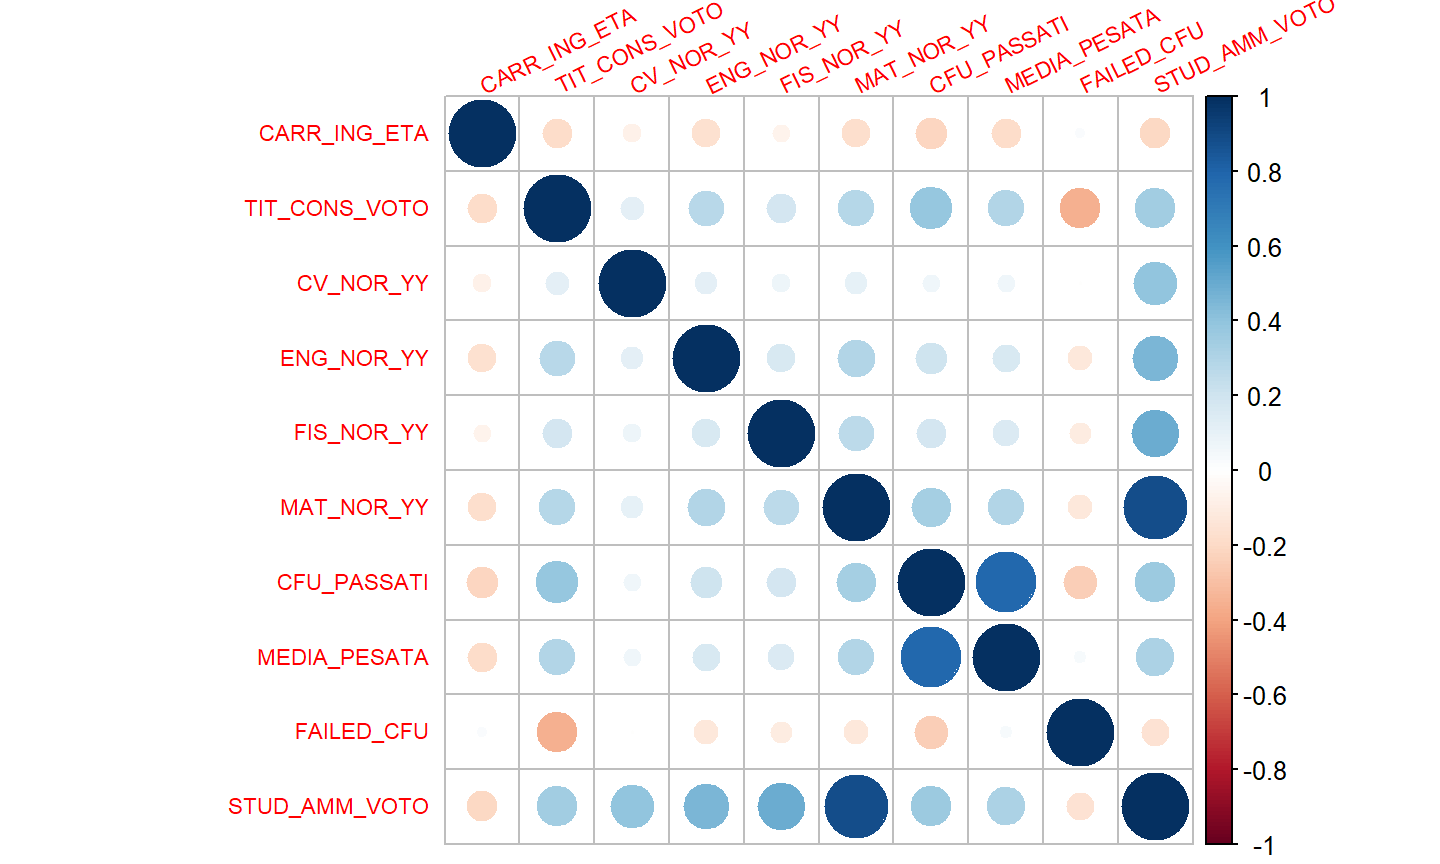 CARR_ING_ETA
TIT_CONS_VOTO
CV_NOR_YY
ENG_NOR_YY
FIS_NOR_YY
MAT_NOR_YY
CFU_PASSATI
MEDIA_PESATA
FAILED_CFU
STUD_AMM_VOTO
CARR_ING_ETA
TIT_CONS_VOTO
CV_NOR_YY
ENG_NOR_YY
FIS_NOR_YY
MAT_NOR_YY
CFU_PASSATI
MEDIA_PESATA
FAILED_CFU
STUD_AMM_VOTO
1
0.8
0.6
0.4
0.2
0
-0.2
-0.4
-0.6
-0.8
-1